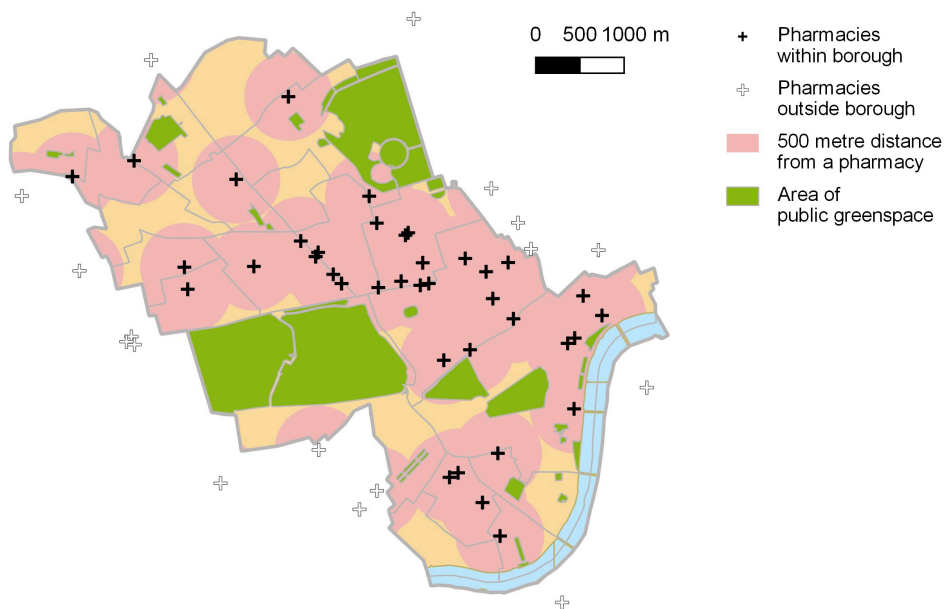 0 500 1000 m
Pharmacies
within borough
Pharmacies
outside borough
500 metre distance
from a pharmacy
Area of
public greenspace